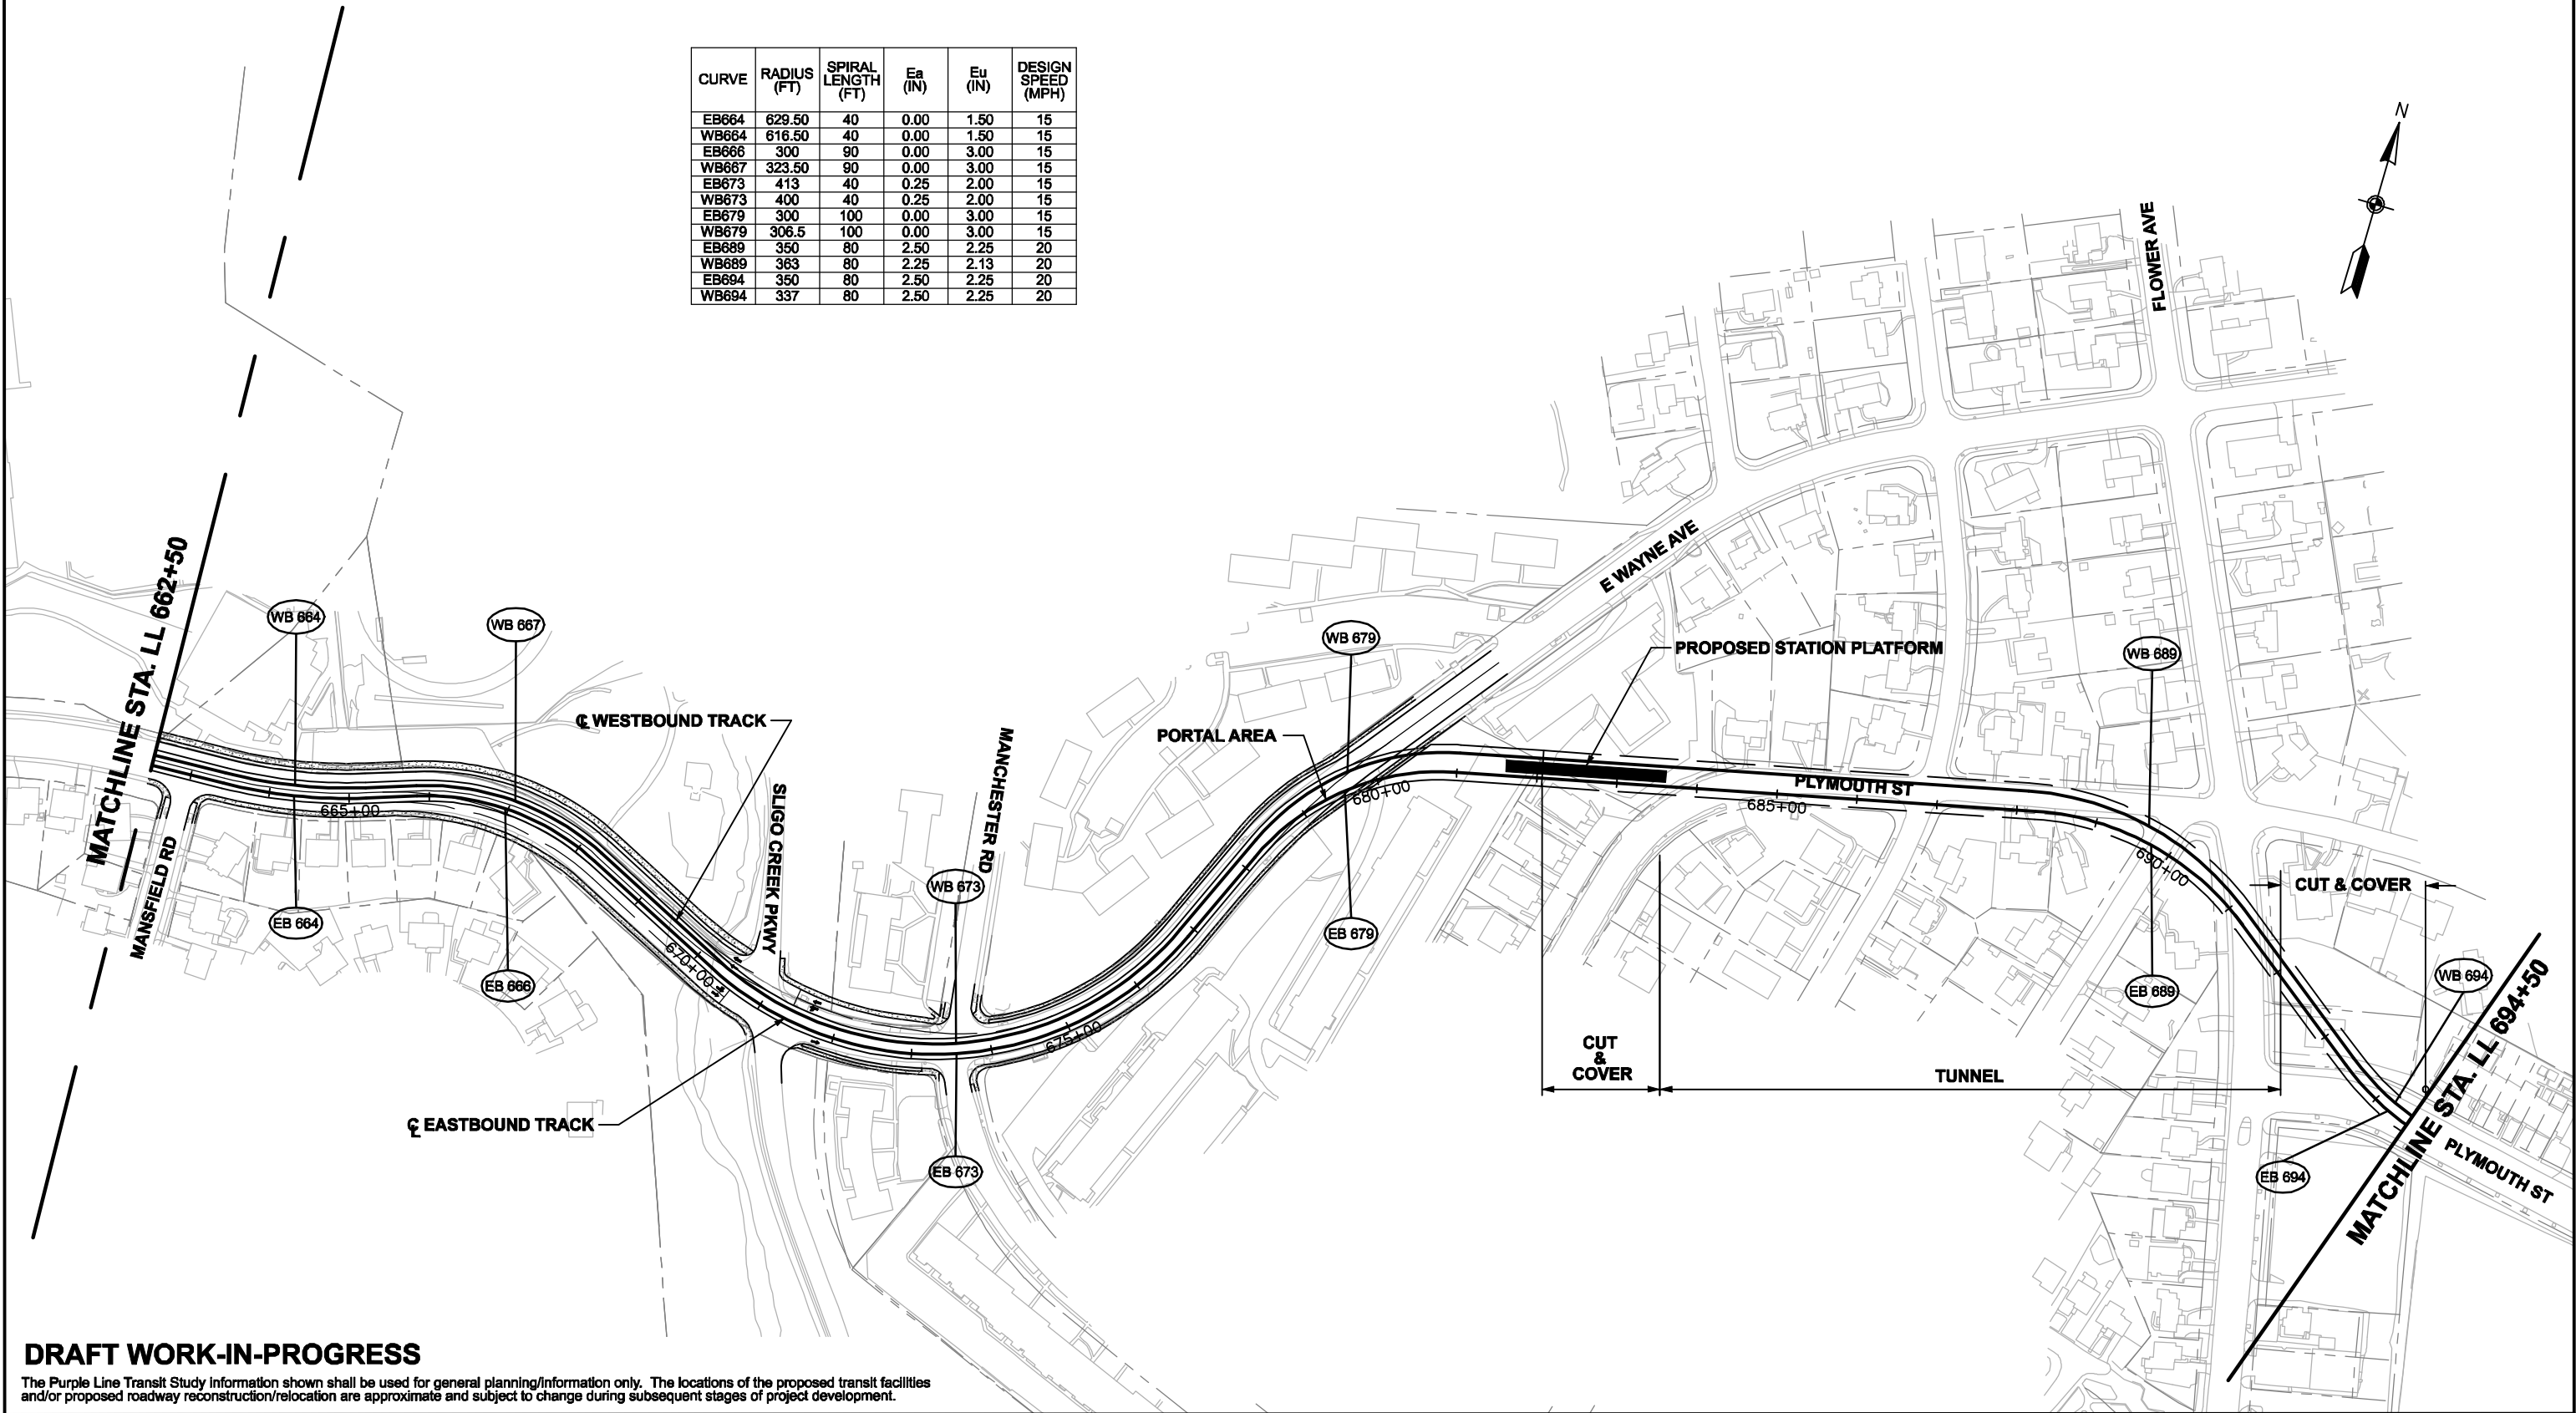 CURVE RADIUS (FT) SPIRAL LENGTH (FT) Ea (IN) Eu (IN) DESIGN SPEED (MPH)
EB664 629.50 40 0.00 1.50 15
WB664 616.50 40 0.00 1.50 15
EB666 300 90 0.00 3.00 15
WB667 323.50 90 0.00 3.00 15
EB673 413 40 0.25 2.00 15
WB673 400 40 0.25 2.00 15
EB679 300 100 0.00 3.00 15
WB679 306.5 100 0.00 3.00 15
EB689 350 80 2.50 2.25 20
WB689 363 80 2.25 2.13 20
EB694 350 80 2.50 2.25 20
WB694 337 80 2.50 2.25 20
N
FLOWER AVE
E WAYNE AVE
MATCHLINE STA. LL 662+50
WB 664
WB 667
WB 679
PROPOSED STATION PLATFORM
WB 689
℄ WESTBOUND TRACK
PORTAL AREA
MANCHESTER RD
SLIGO CREEK PKWY
MANSFIELD RD
665+00
680+00
PLYMOUTH ST
685+00
690+00
CUT & COVER
WB 673
EB 664
EB 679
670+00
EB 666
WB 694
EB 689
675+00
CUT
&
COVER
TUNNEL
℄ EASTBOUND TRACK
EB 673
EB 694
MATCHLINE STA. LL 694+50
PLYMOUTH ST
DRAFT WORK-IN-PROGRESS
The Purple Line Transit Study information shown shall be used for general planning/information only. The locations of the proposed transit facilities
and/or proposed roadway reconstruction/relocation are approximate and subject to change during subsequent stages of project development.